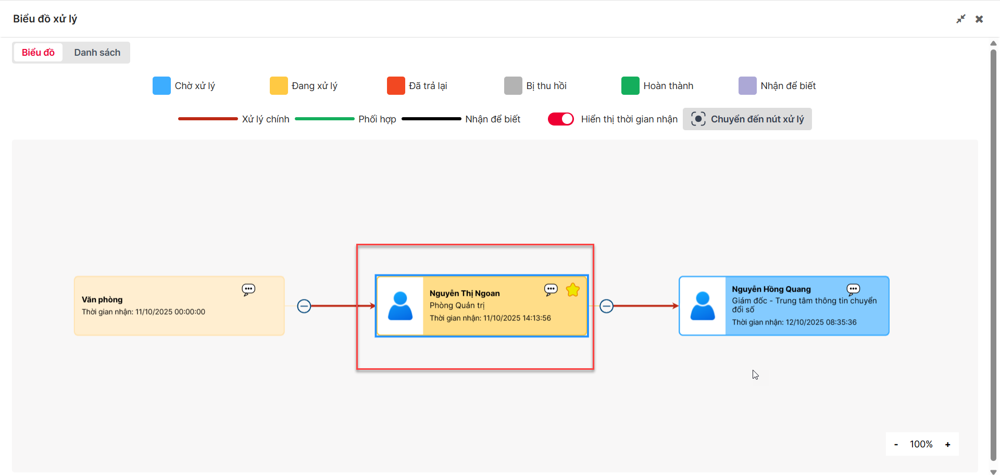 Biểu đồ xử lý
Biểu đồ
Danh sách
Chờ xử lý
Đang xử lý
Đã trả lại
Bị thu hồi
Hoàn thành
Nhận để biết
Xử lý chính
Phối hợp
Nhận để biết
Hiển thị thời gian nhận
Chuyển đến nút xử lý
Văn phòng
Thời gian nhận: 11/10/2025 00:00:00
Nguyễn Thị Ngoan
Phòng Quản trị
Thời gian nhận: 11/10/2025 14:13:56
Nguyễn Hồng Quang
Giám đốc - Trung tâm thông tin chuyển
đổi số
Thời gian nhận: 12/10/2025 08:35:36
- 100% +